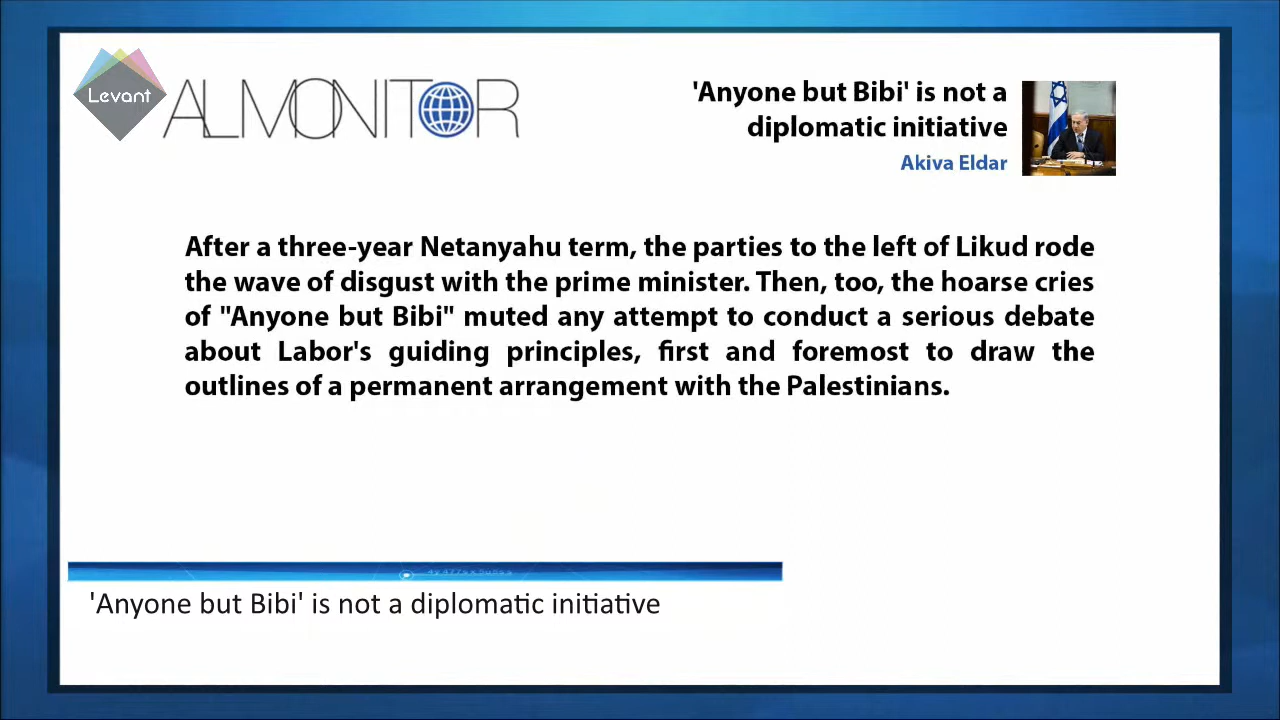 Levant
ALMONITOR
'Anyone but Bibi' is not a
diplomatic initiative
Akiva Eldar
After a three-year Netanyahu term, the parties to the left of Likud rode
the wave of disgust with the prime minister. Then, too, the hoarse cries
of "Anyone but Bibi" muted any attempt to conduct a serious debate
about Labor's guiding principles, first and foremost to draw the
outlines of a permanent arrangement with the Palestinians.
'Anyone but Bibi' is not a diplomatic initiative